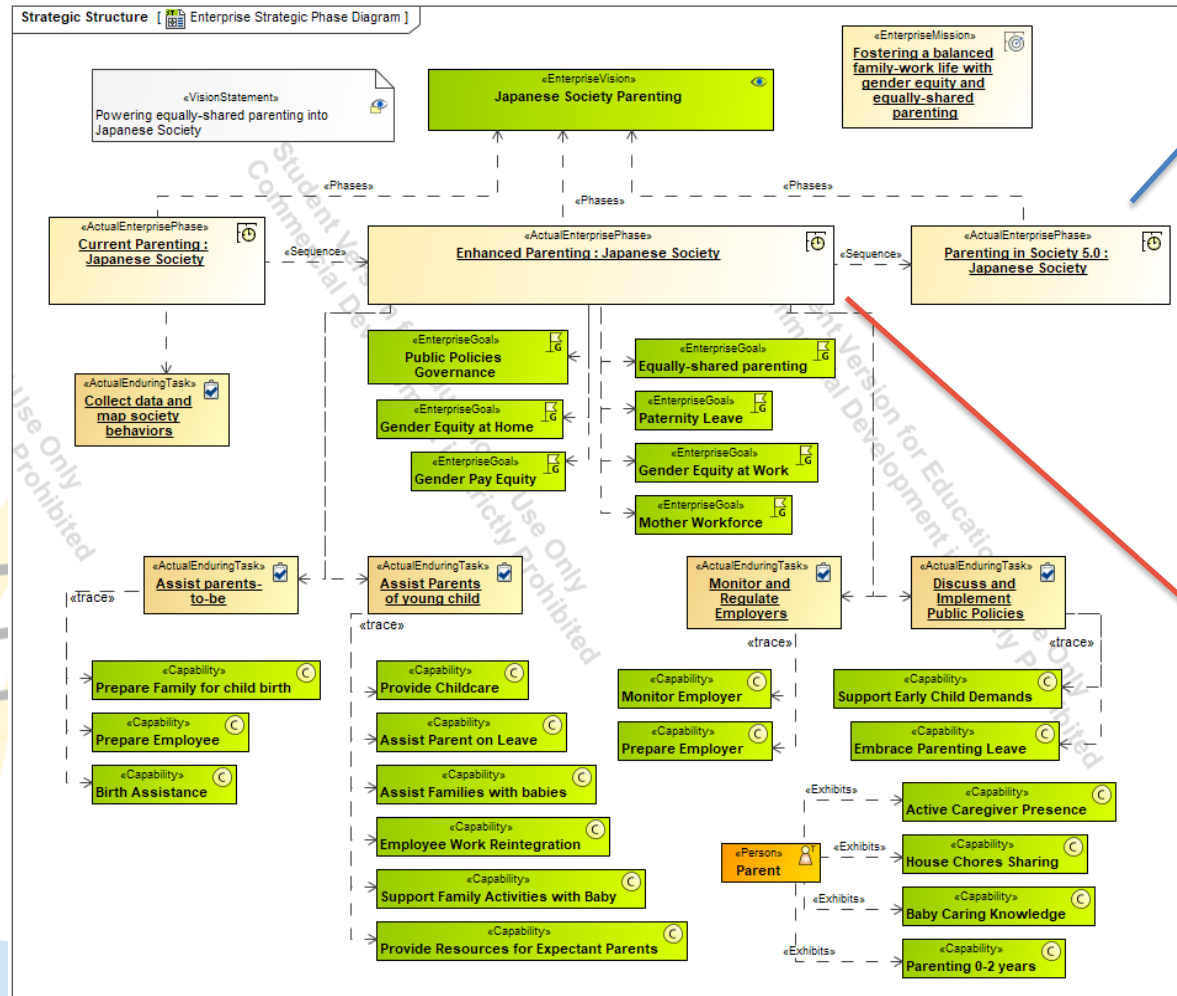 Strategic Structure [ Enterprise Strategic Phase Diagram ]
«VisionStatement»
Powering equally-shared parenting into
Japanese Society
«EnterpriseVision»
Japanese Society Parenting
«EnterpriseMission»
Fostering a balanced
family-work life with
gender equity and
equally-shared
parenting
«Phases»
«Phases»
«Phases»
«ActualEnterprisePhase»
Current Parenting :
Japanese Society
«Sequence»
«ActualEnterprisePhase»
Enhanced Parenting : Japanese Society
«Sequence»
«ActualEnterprisePhase»
Parenting in Society 5.0 :
Japanese Society
«ActualEnduringTask»
Collect data and
map society
behaviors
«EnterpriseGoal»
Public Policies
Governance
«EnterpriseGoal»
Gender Equity at Home
«EnterpriseGoal»
Gender Pay Equity
«EnterpriseGoal»
Equally-shared parenting
«EnterpriseGoal»
Paternity Leave
«EnterpriseGoal»
Gender Equity at Work
«EnterpriseGoal»
Mother Workforce
«ActualEnduringTask»
Assist parents-
to-be
«trace»
«Capability»
Prepare Family for child birth
«Capability»
Prepare Employee
«Capability»
Birth Assistance
«ActualEnduringTask»
Assist Parents
of young child
«trace»
«Capability»
Provide Childcare
«Capability»
Assist Parent on Leave
«Capability»
Assist Families with babies
«Capability»
Employee Work Reintegration
«Capability»
Support Family Activities with Baby
«Capability»
Provide Resources for Expectant Parents
«ActualEnduringTask»
Monitor and
Regulate
Employers
«trace»
«Capability»
Monitor Employer
«Capability»
Prepare Employer
«ActualEnduringTask»
Discuss and
Implement
Public Policies
«trace»
«Capability»
Support Early Child Demands
«Capability»
Embrace Parenting Leave
«Person»
Parent
«Exhibits»
«Capability»
Active Caregiver Presence
«Exhibits»
«Capability»
House Chores Sharing
«Exhibits»
«Capability»
Baby Caring Knowledge
«Exhibits»
«Capability»
Parenting 0-2 years